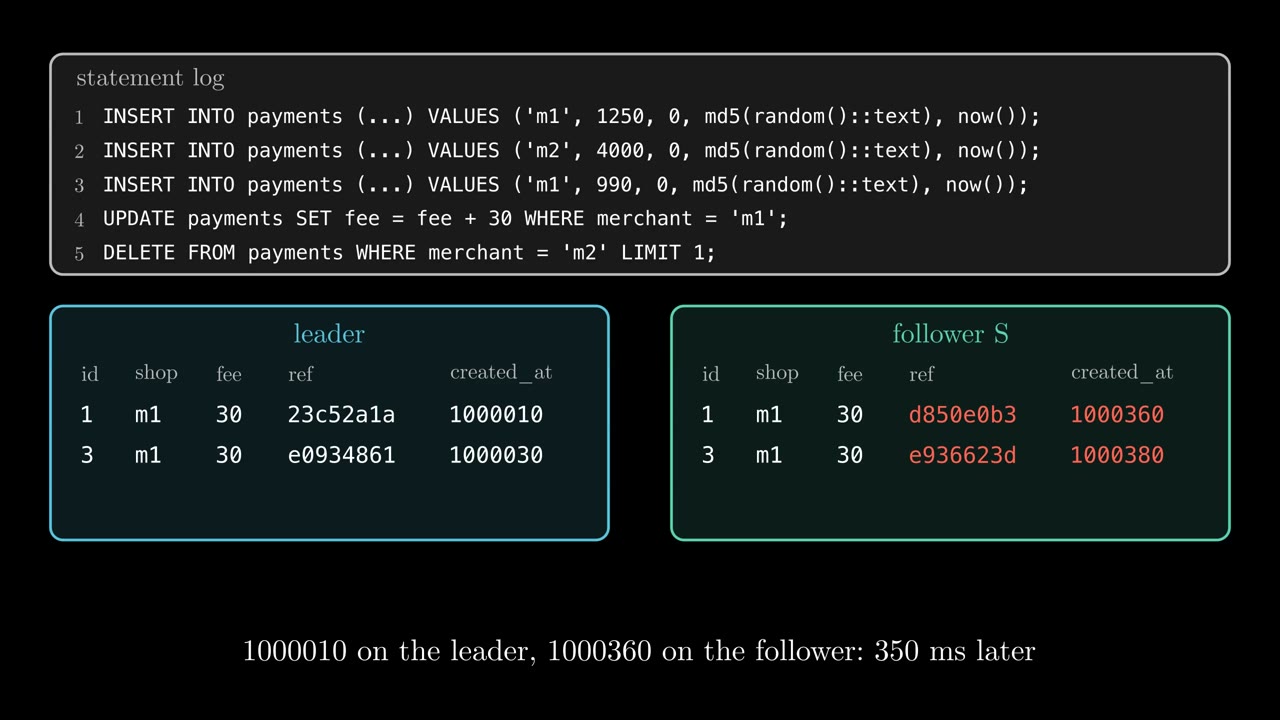 statement log
1 INSERT INTO payments (...) VALUES ('m1', 1250, 0, md5(random()::text), now());
2 INSERT INTO payments (...) VALUES ('m2', 4000, 0, md5(random()::text), now());
3 INSERT INTO payments (...) VALUES ('m1', 990, 0, md5(random()::text), now());
4 UPDATE payments SET fee = fee + 30 WHERE merchant = 'm1';
5 DELETE FROM payments WHERE merchant = 'm2' LIMIT 1;
leader
id shop fee ref created_at
1 m1 30 23c52a1a 1000010
3 m1 30 e0934861 1000030
follower S
id shop fee ref created_at
1 m1 30 d850e0b3 1000360
3 m1 30 e936623d 1000380
1000010 on the leader, 1000360 on the follower: 350 ms later